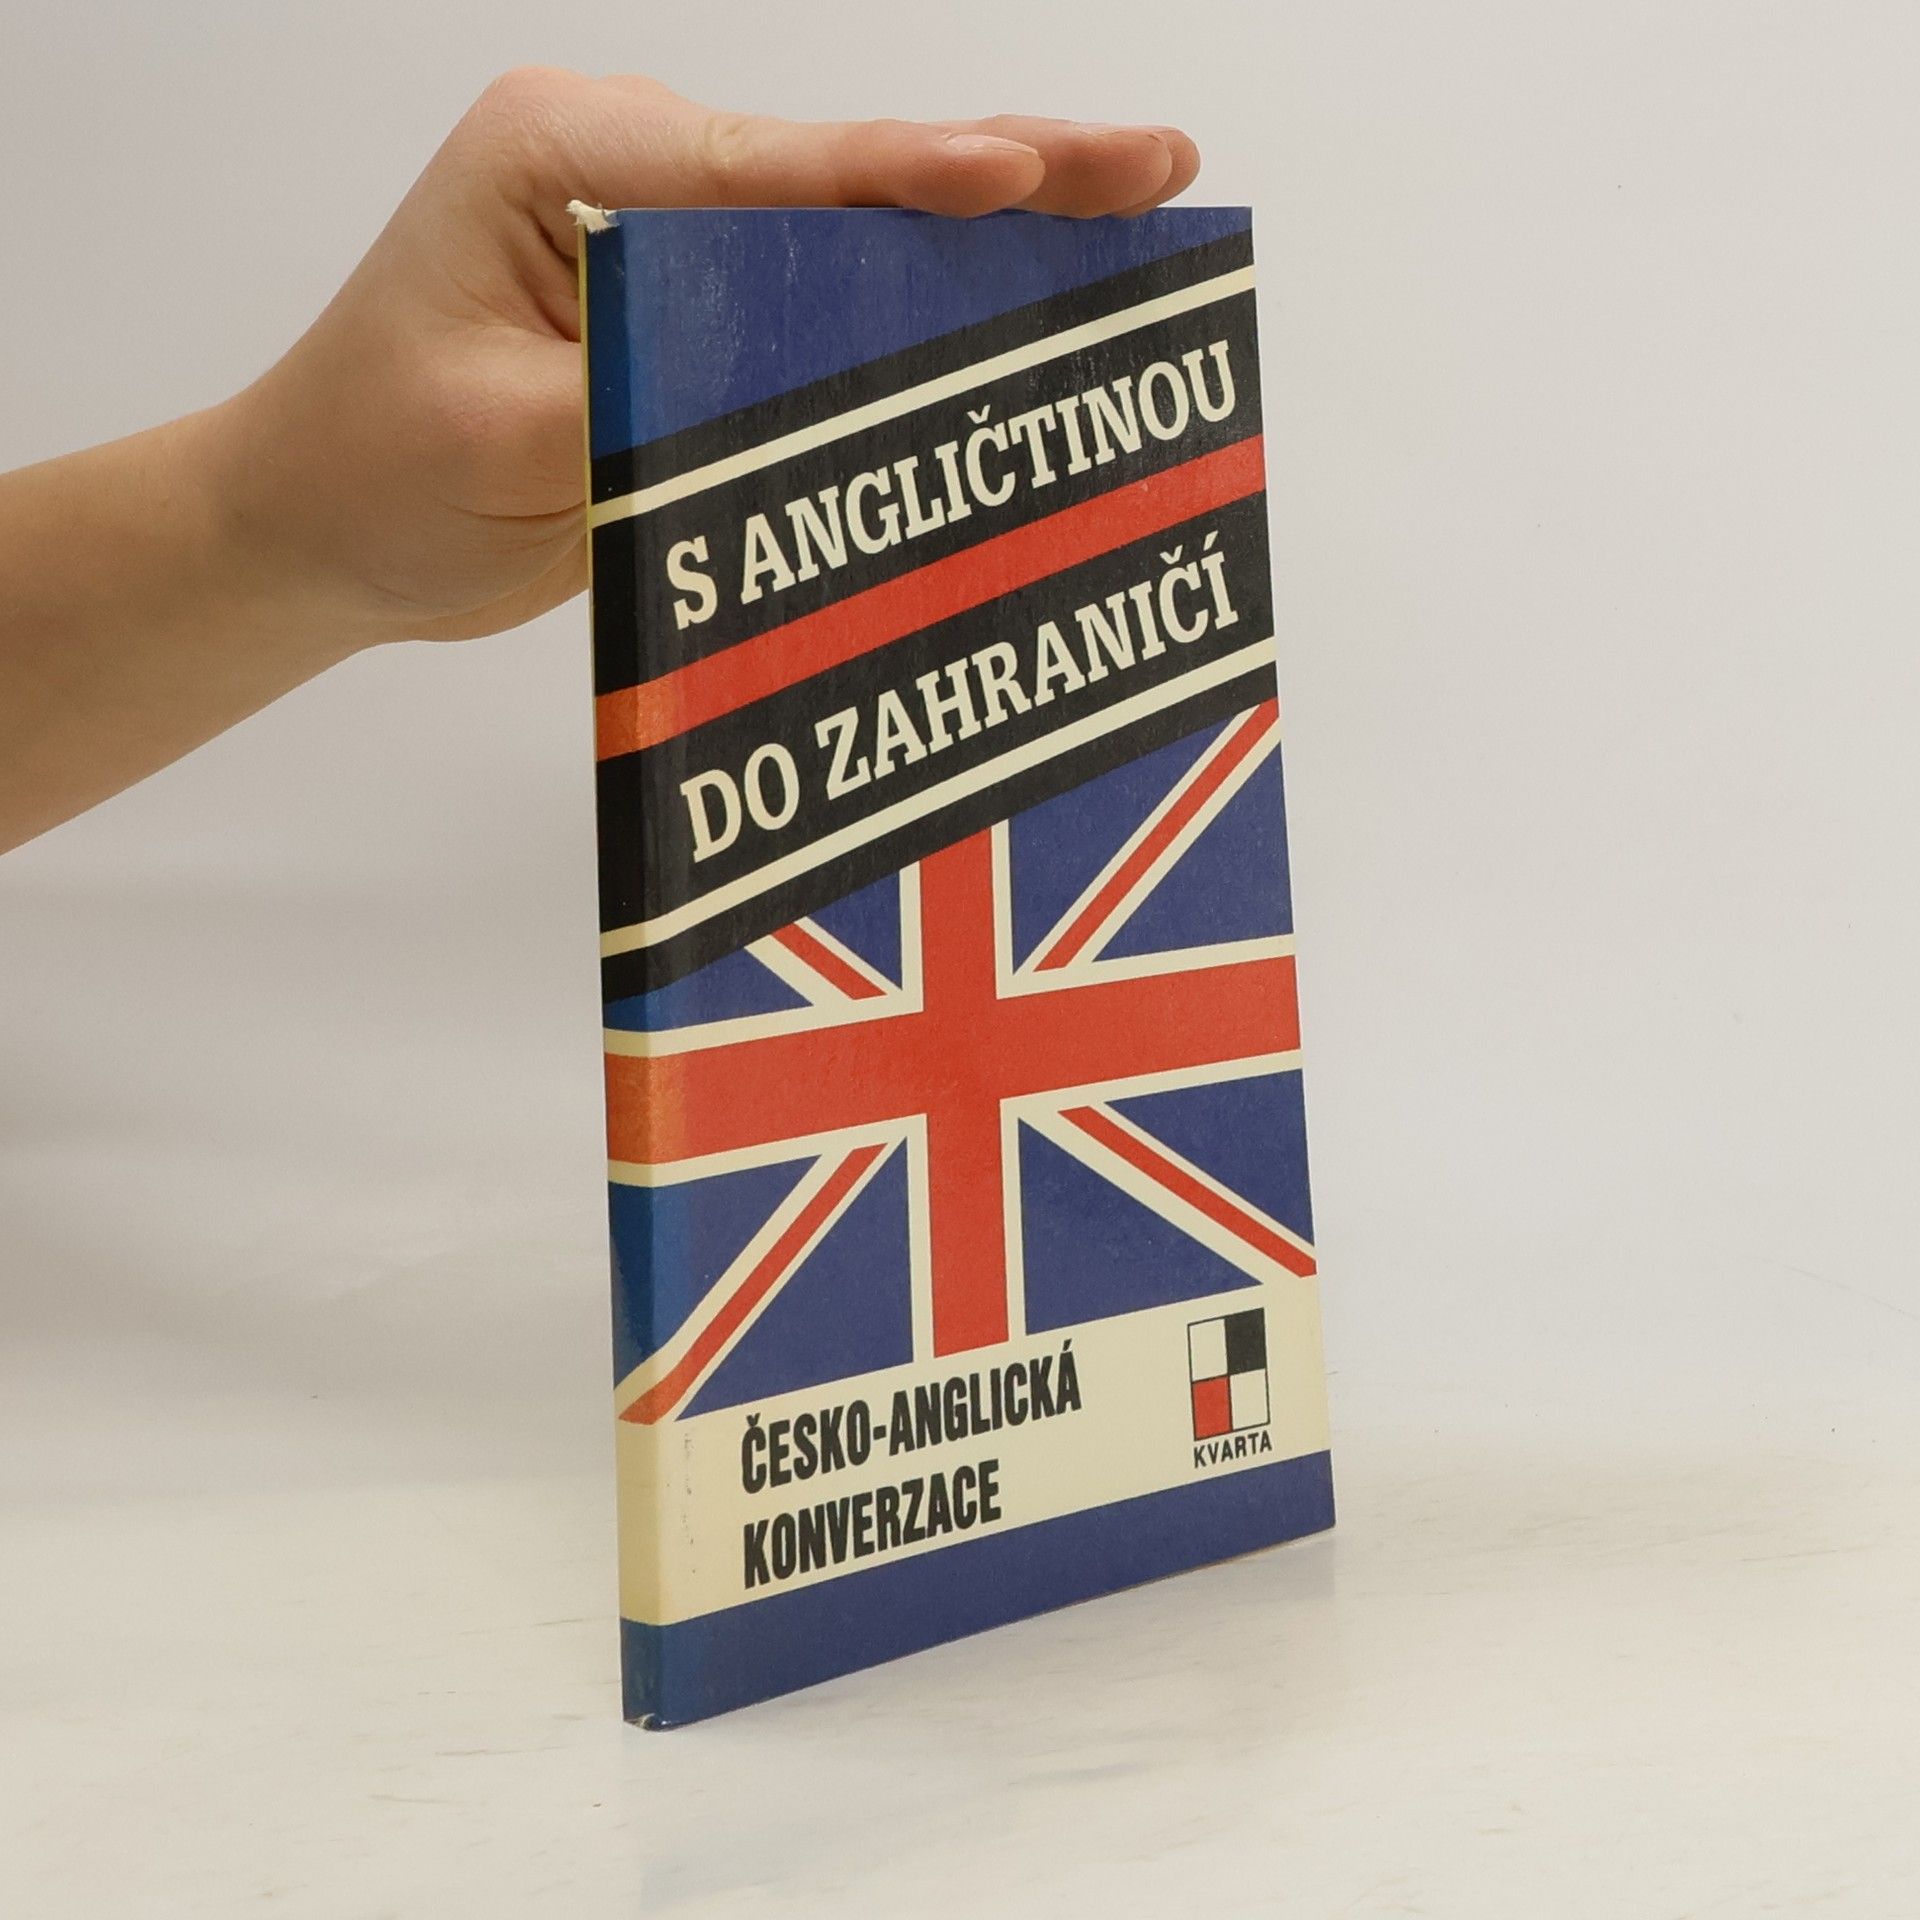 S ANGLIČTINOU
DO ZAHRANIČÍ
ČESKO-ANGLICKÁ
KONVERZACE
KVARTA